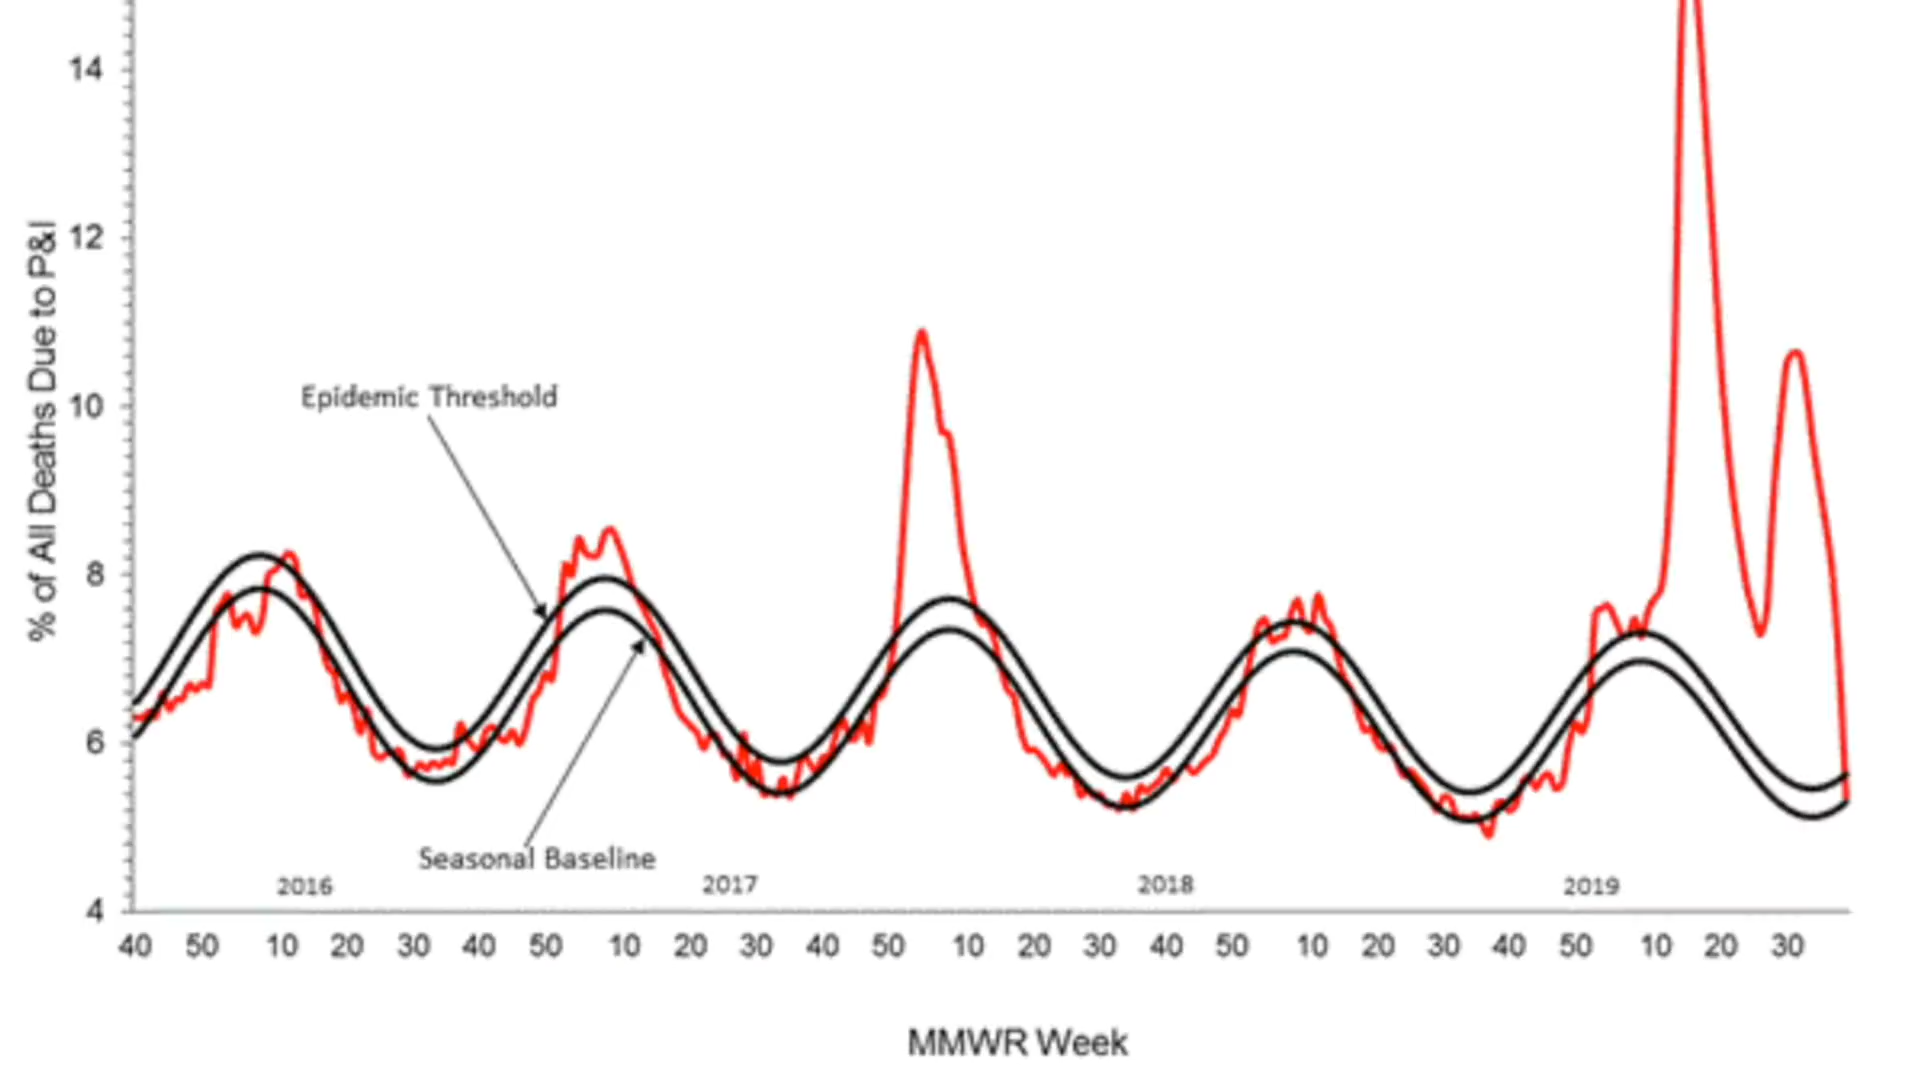 14
12
10
8
6
4
% of All Deaths Due to P&I
Epidemic Threshold
Seasonal Baseline
2016 2017 2018 2019
40 50 10 20 30 40 50 10 20 30 40 50 10 20 30 40 50 10 20 30 40 50 10 20 30
MMWR Week